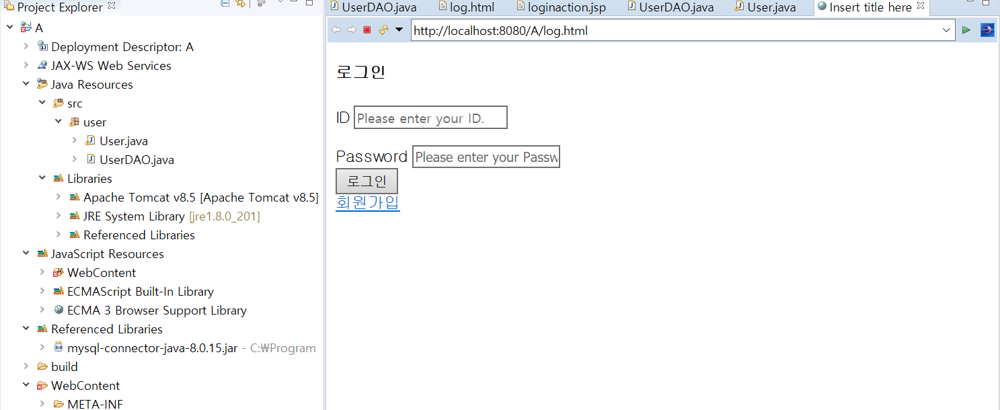 Project Explorer
A
Deployment Descriptor: A
JAX-WS Web Services
Java Resources
src
user
User.java
UserDAO.java
Libraries
Apache Tomcat v8.5 [Apache Tomcat v8.5]
JRE System Library [jre1.8.0_201]
Referenced Libraries
JavaScript Resources
WebContent
ECMAScript Built-In Library
ECMA 3 Browser Support Library
Referenced Libraries
mysql-connector-java-8.0.15.jar - C:₩Program
build
WebContent
META-INF
UserDAO.java log.html loginaction.jsp UserDAO.java User.java Insert title here
http://localhost:8080/A/log.html
로그인
ID Please enter your ID.
Password Please enter your Passw
로그인
회원가입